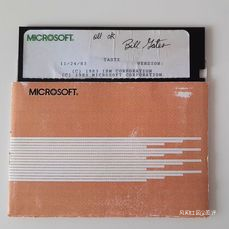 MICROSOFT.
all ok
Bill Gates
TASTE
11/24/83 VERSION:
(C) 1983 IBM CORPORATION
(C) 1983 MICROSOFT CORPORATION
MICROSOFT.